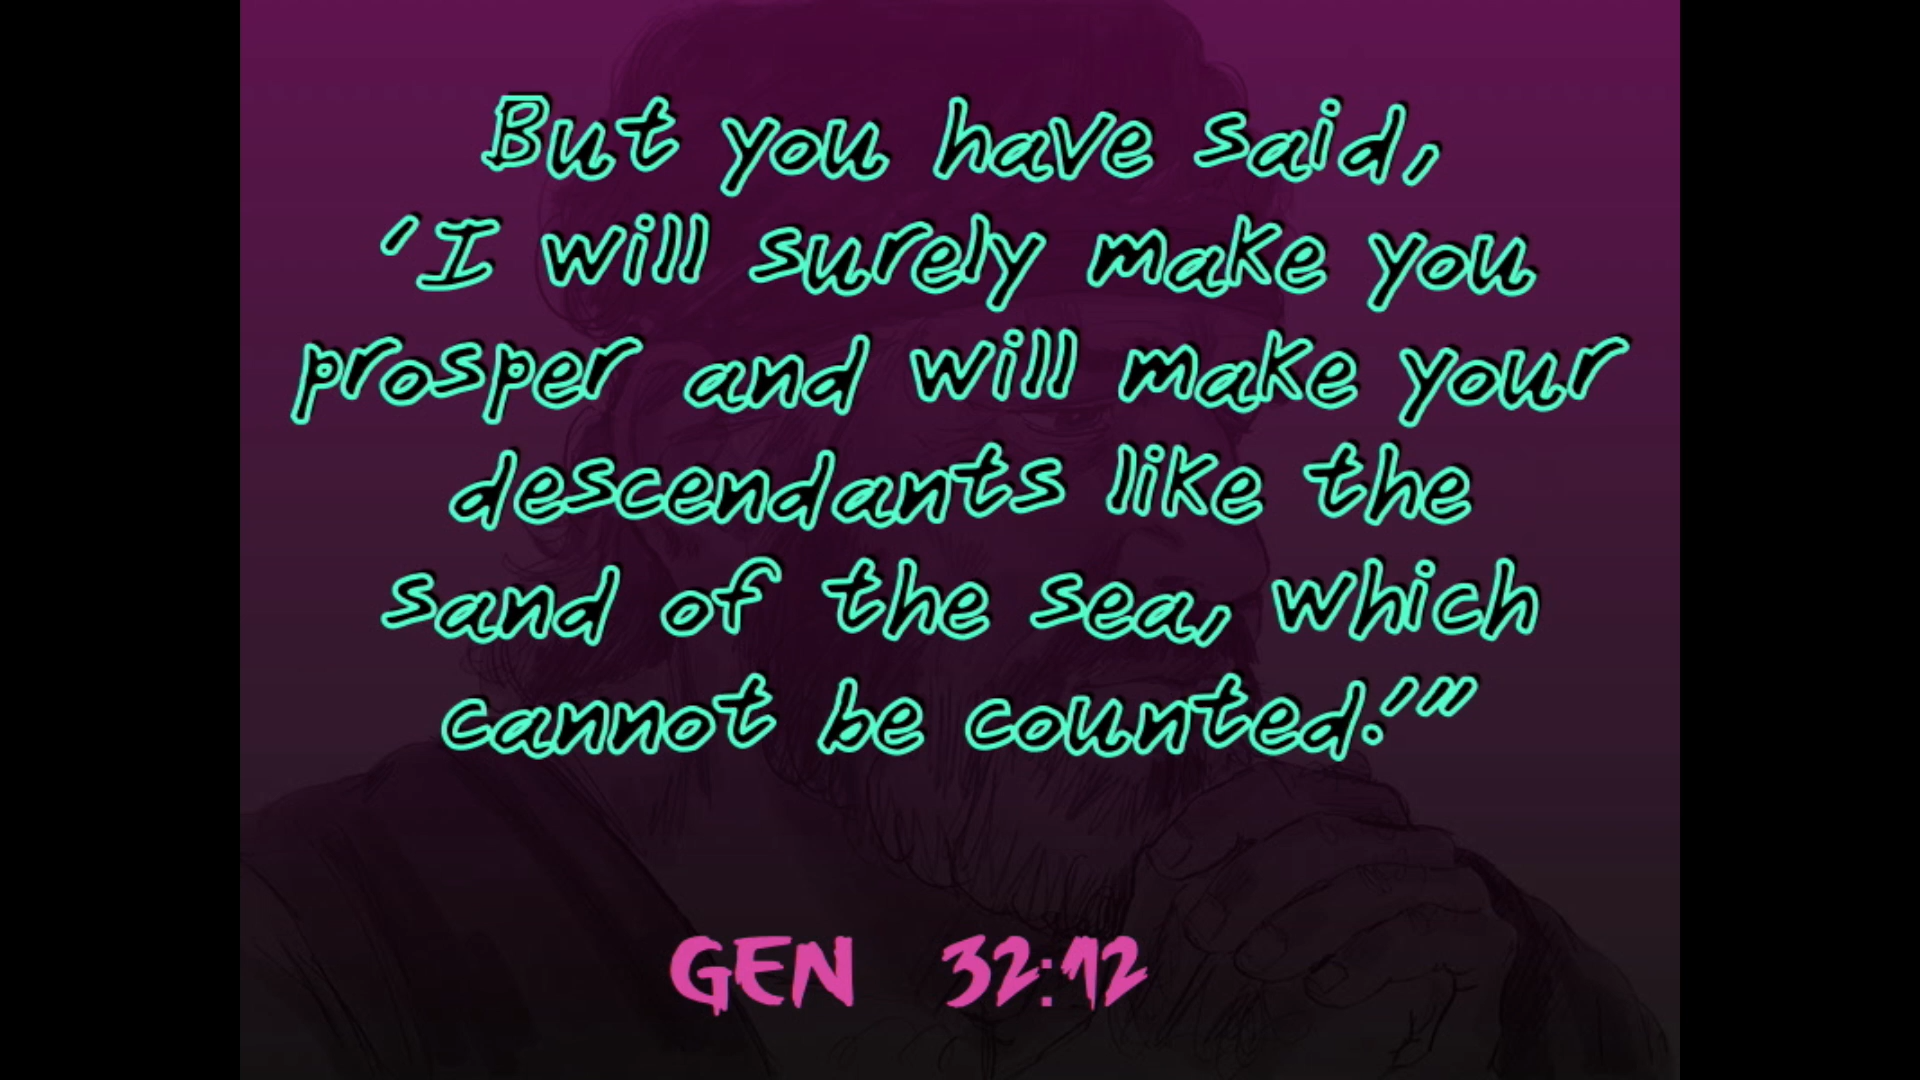 But you have said,
'I will surely make you
prosper and will make your
descendants like the
sand of the sea, which
cannot be counted.'"
GEN 32:12